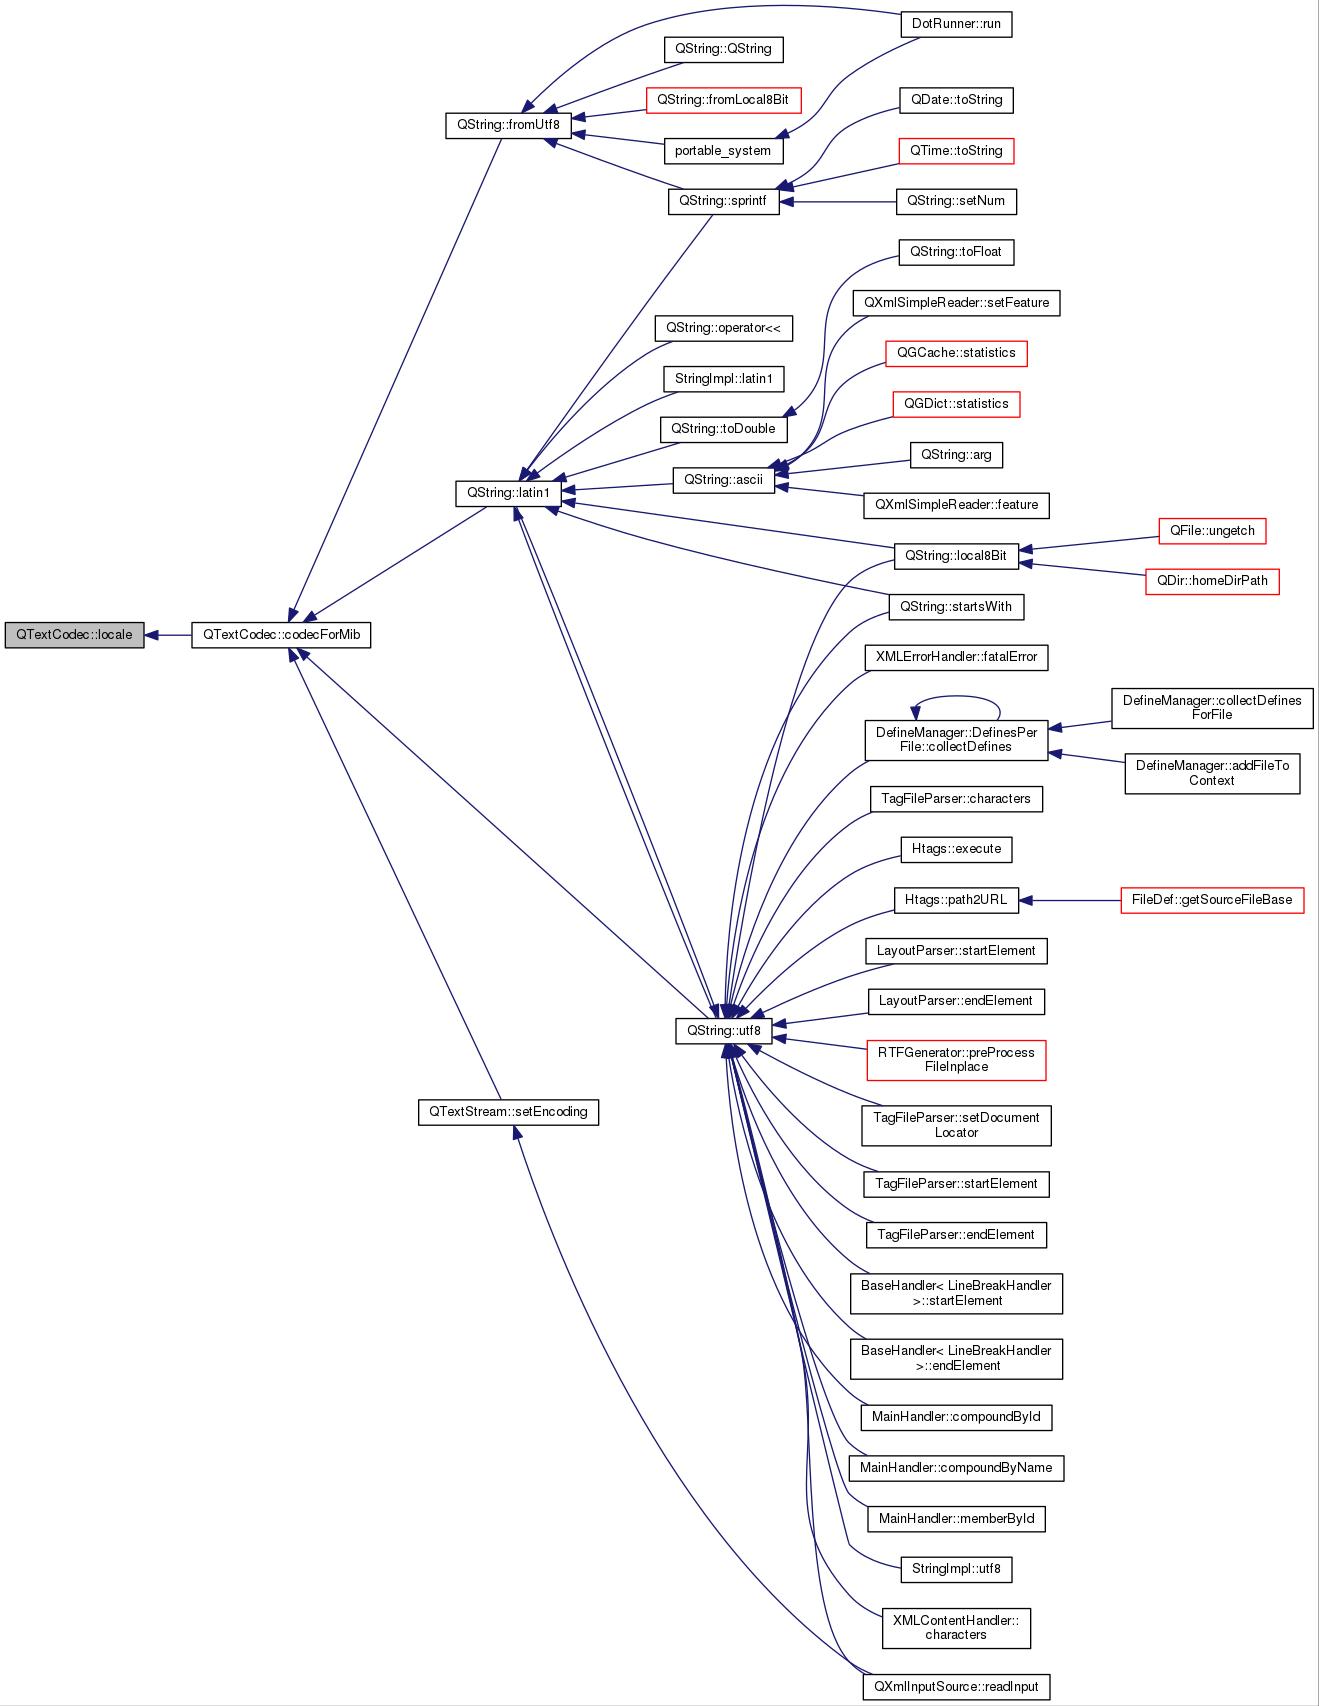 DotRunner::run
QString::QString
QString::fromLocal8Bit
QDate::toString
QString::fromUtf8
portable_system
QTime::toString
QString::sprintf
QString::setNum
QString::toFloat
QXmlSimpleReader::setFeature
QString::operator<<
QGCache::statistics
StringImpl::latin1
QGDict::statistics
QString::toDouble
QString::arg
QString::ascii
QString::latin1
QXmlSimpleReader::feature
QFile::ungetch
QString::local8Bit
QDir::homeDirPath
QString::startsWith
QTextCodec::locale
QTextCodec::codecForMib
XMLErrorHandler::fatalError
DefineManager::collectDefines
ForFile
DefineManager::DefinesPer
File::collectDefines
DefineManager::addFileTo
Context
TagFileParser::characters
Htags::execute
Htags::path2URL
FileDef::getSourceFileBase
LayoutParser::startElement
LayoutParser::endElement
QString::utf8
RTFGenerator::preProcess
FileInplace
QTextStream::setEncoding
TagFileParser::setDocument
Locator
TagFileParser::startElement
TagFileParser::endElement
BaseHandler< LineBreakHandler
>::startElement
BaseHandler< LineBreakHandler
>::endElement
MainHandler::compoundById
MainHandler::compoundByName
MainHandler::memberById
StringImpl::utf8
XMLContentHandler::
characters
QXmlInputSource::readInput